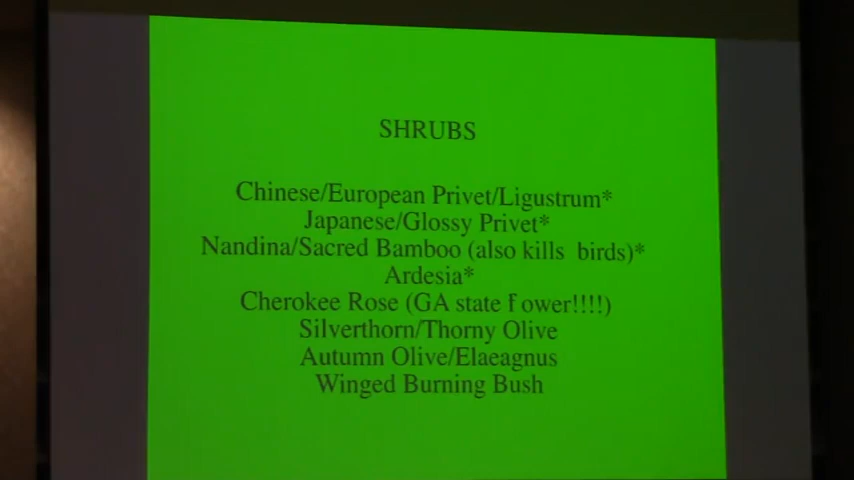 SHRUBS
Chinese/European Privet/Ligustrum*
Japanese/Glossy Privet*
Nandina/Sacred Bamboo (also kills birds)*
Ardesia*
Cherokee Rose (GA state f ower!!!!)
Silverthorn/Thorny Olive
Autumn Olive/Elaeagnus
Winged Burning Bush